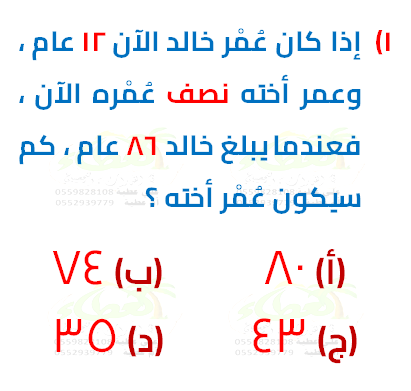 ١) إذا كان عُمْر خالد الآن ١٢ عام ،
وعمر أخته نصف عُمْره الآن ،
فعندما يبلغ خالد ٨٦ عام ، كم
سيكون عُمْر أخته ؟
(أ) ٨٠ (ب) ٧٤
(ج) ٤٣ (د) ٣٥